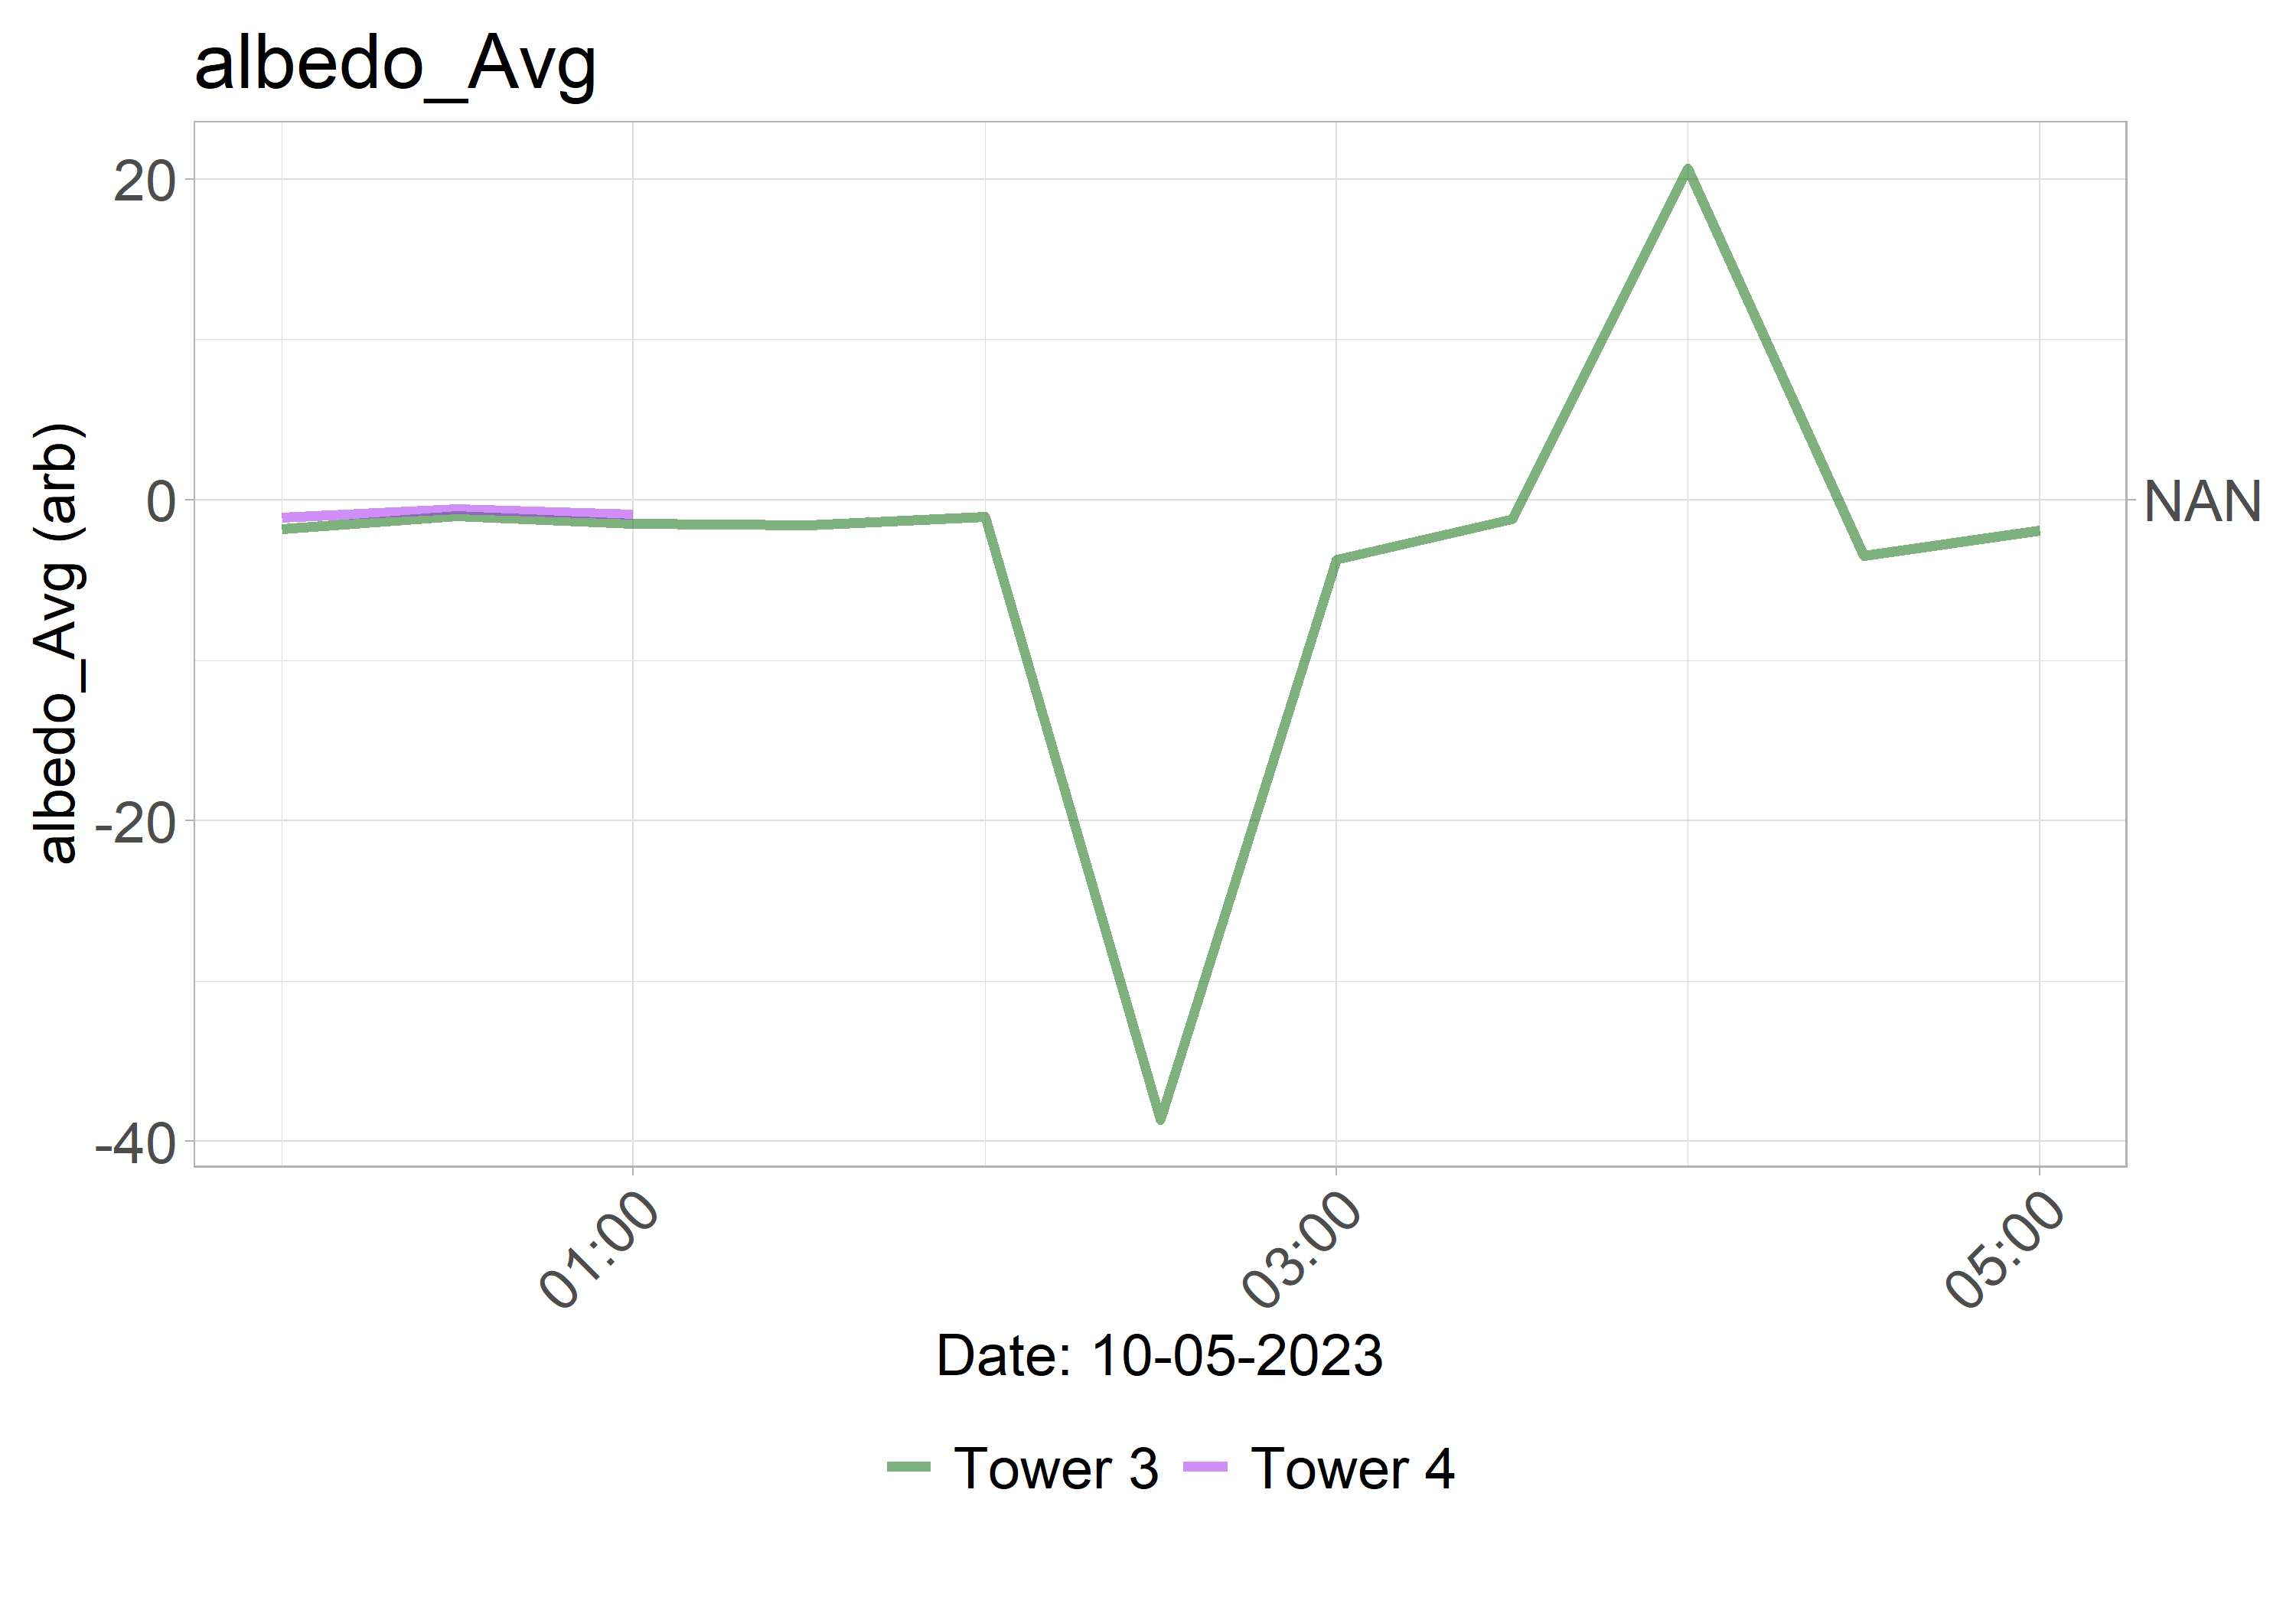 albedo_Avg
albedo_Avg (arb)
20
0
-20
-40
NAN
01:00
03:00
05:00
Date: 10-05-2023
Tower 3
Tower 4